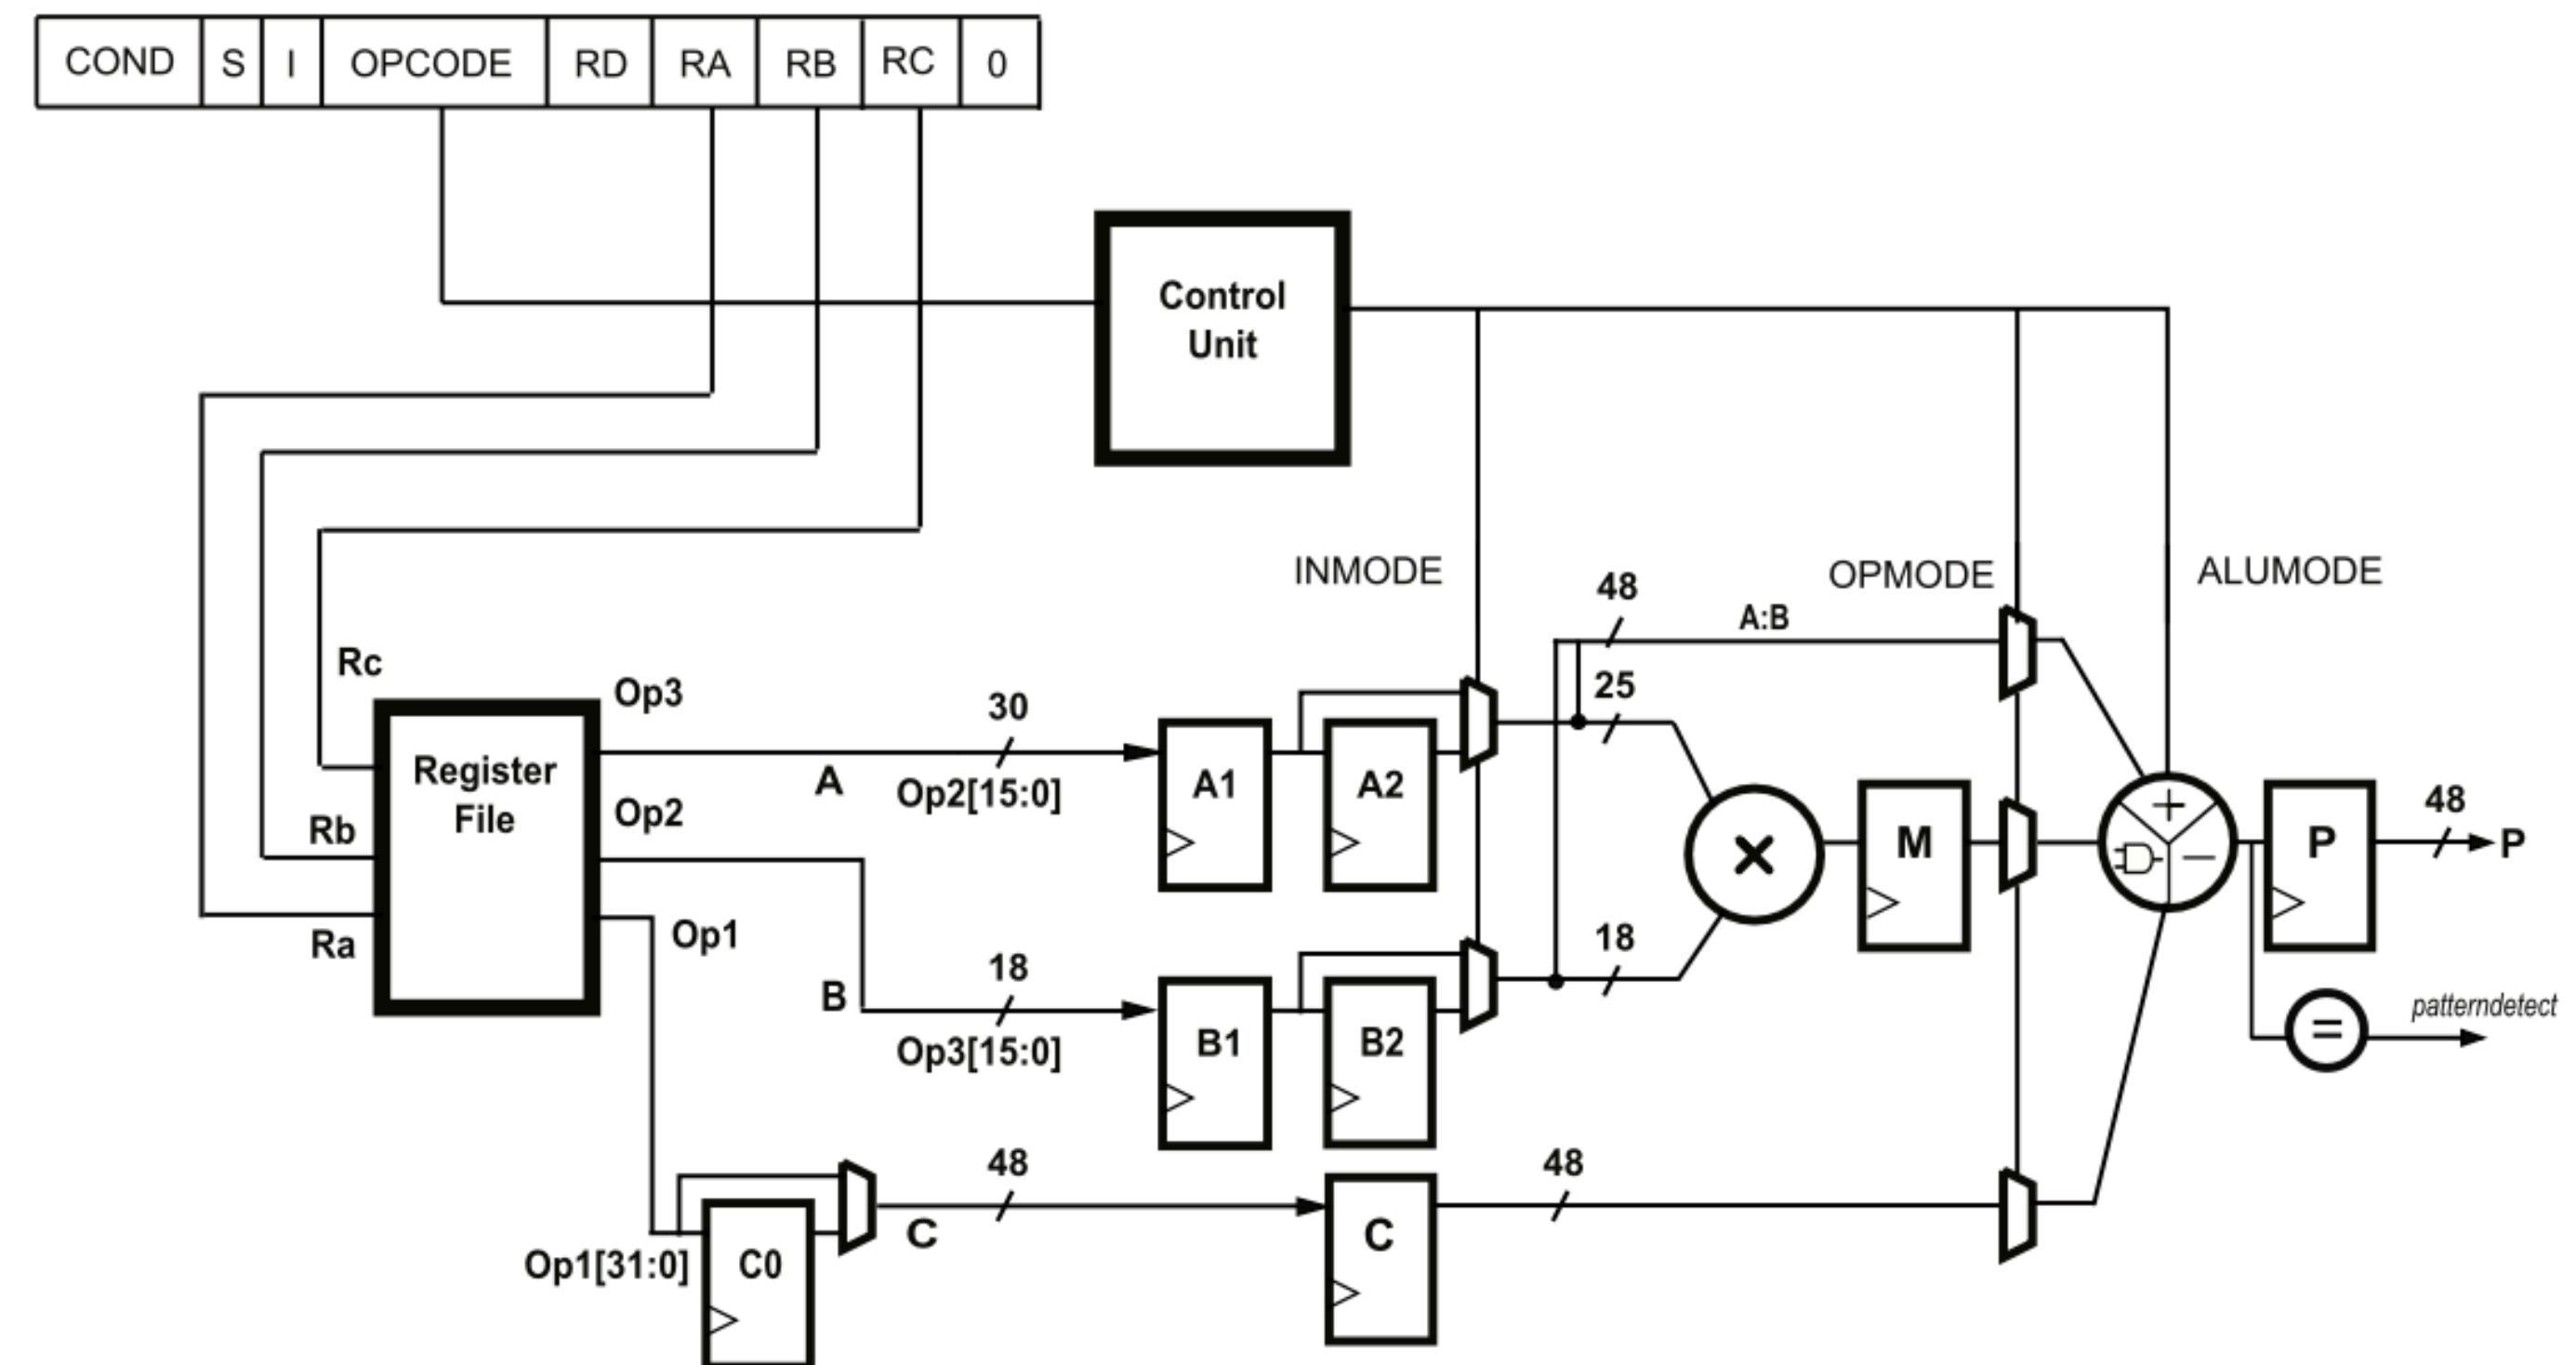 COND S I OPCODE RD RA RB RC 0
Control
Unit
INMODE
OPMODE
ALUMODE
48
A:B
25
Rc
Op3
30
Register
File
A
Op2[15:0]
A1
A2
Op2
Rb
M
P
48
P
Ra
Op1
18
B
Op3[15:0]
B1
B2
18
patterndetect
=
48
C
48
Op1[31:0]
C0
C